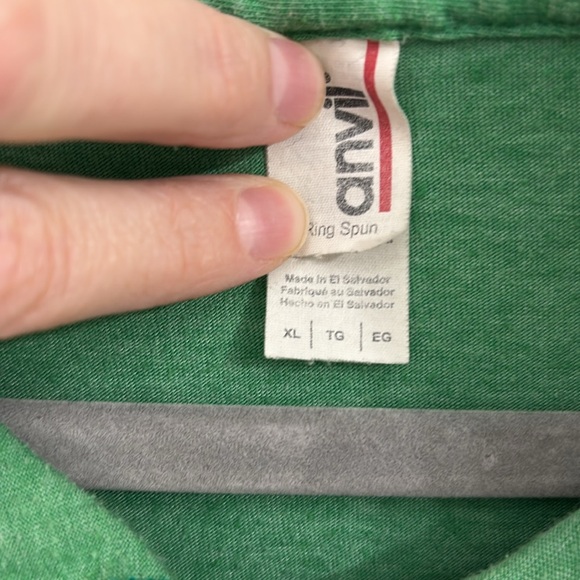 anvil®
Ring Spun
Made in El Salvador
Fabriqué au Salvador
Hecho en El Salvador
XL | TG | EG